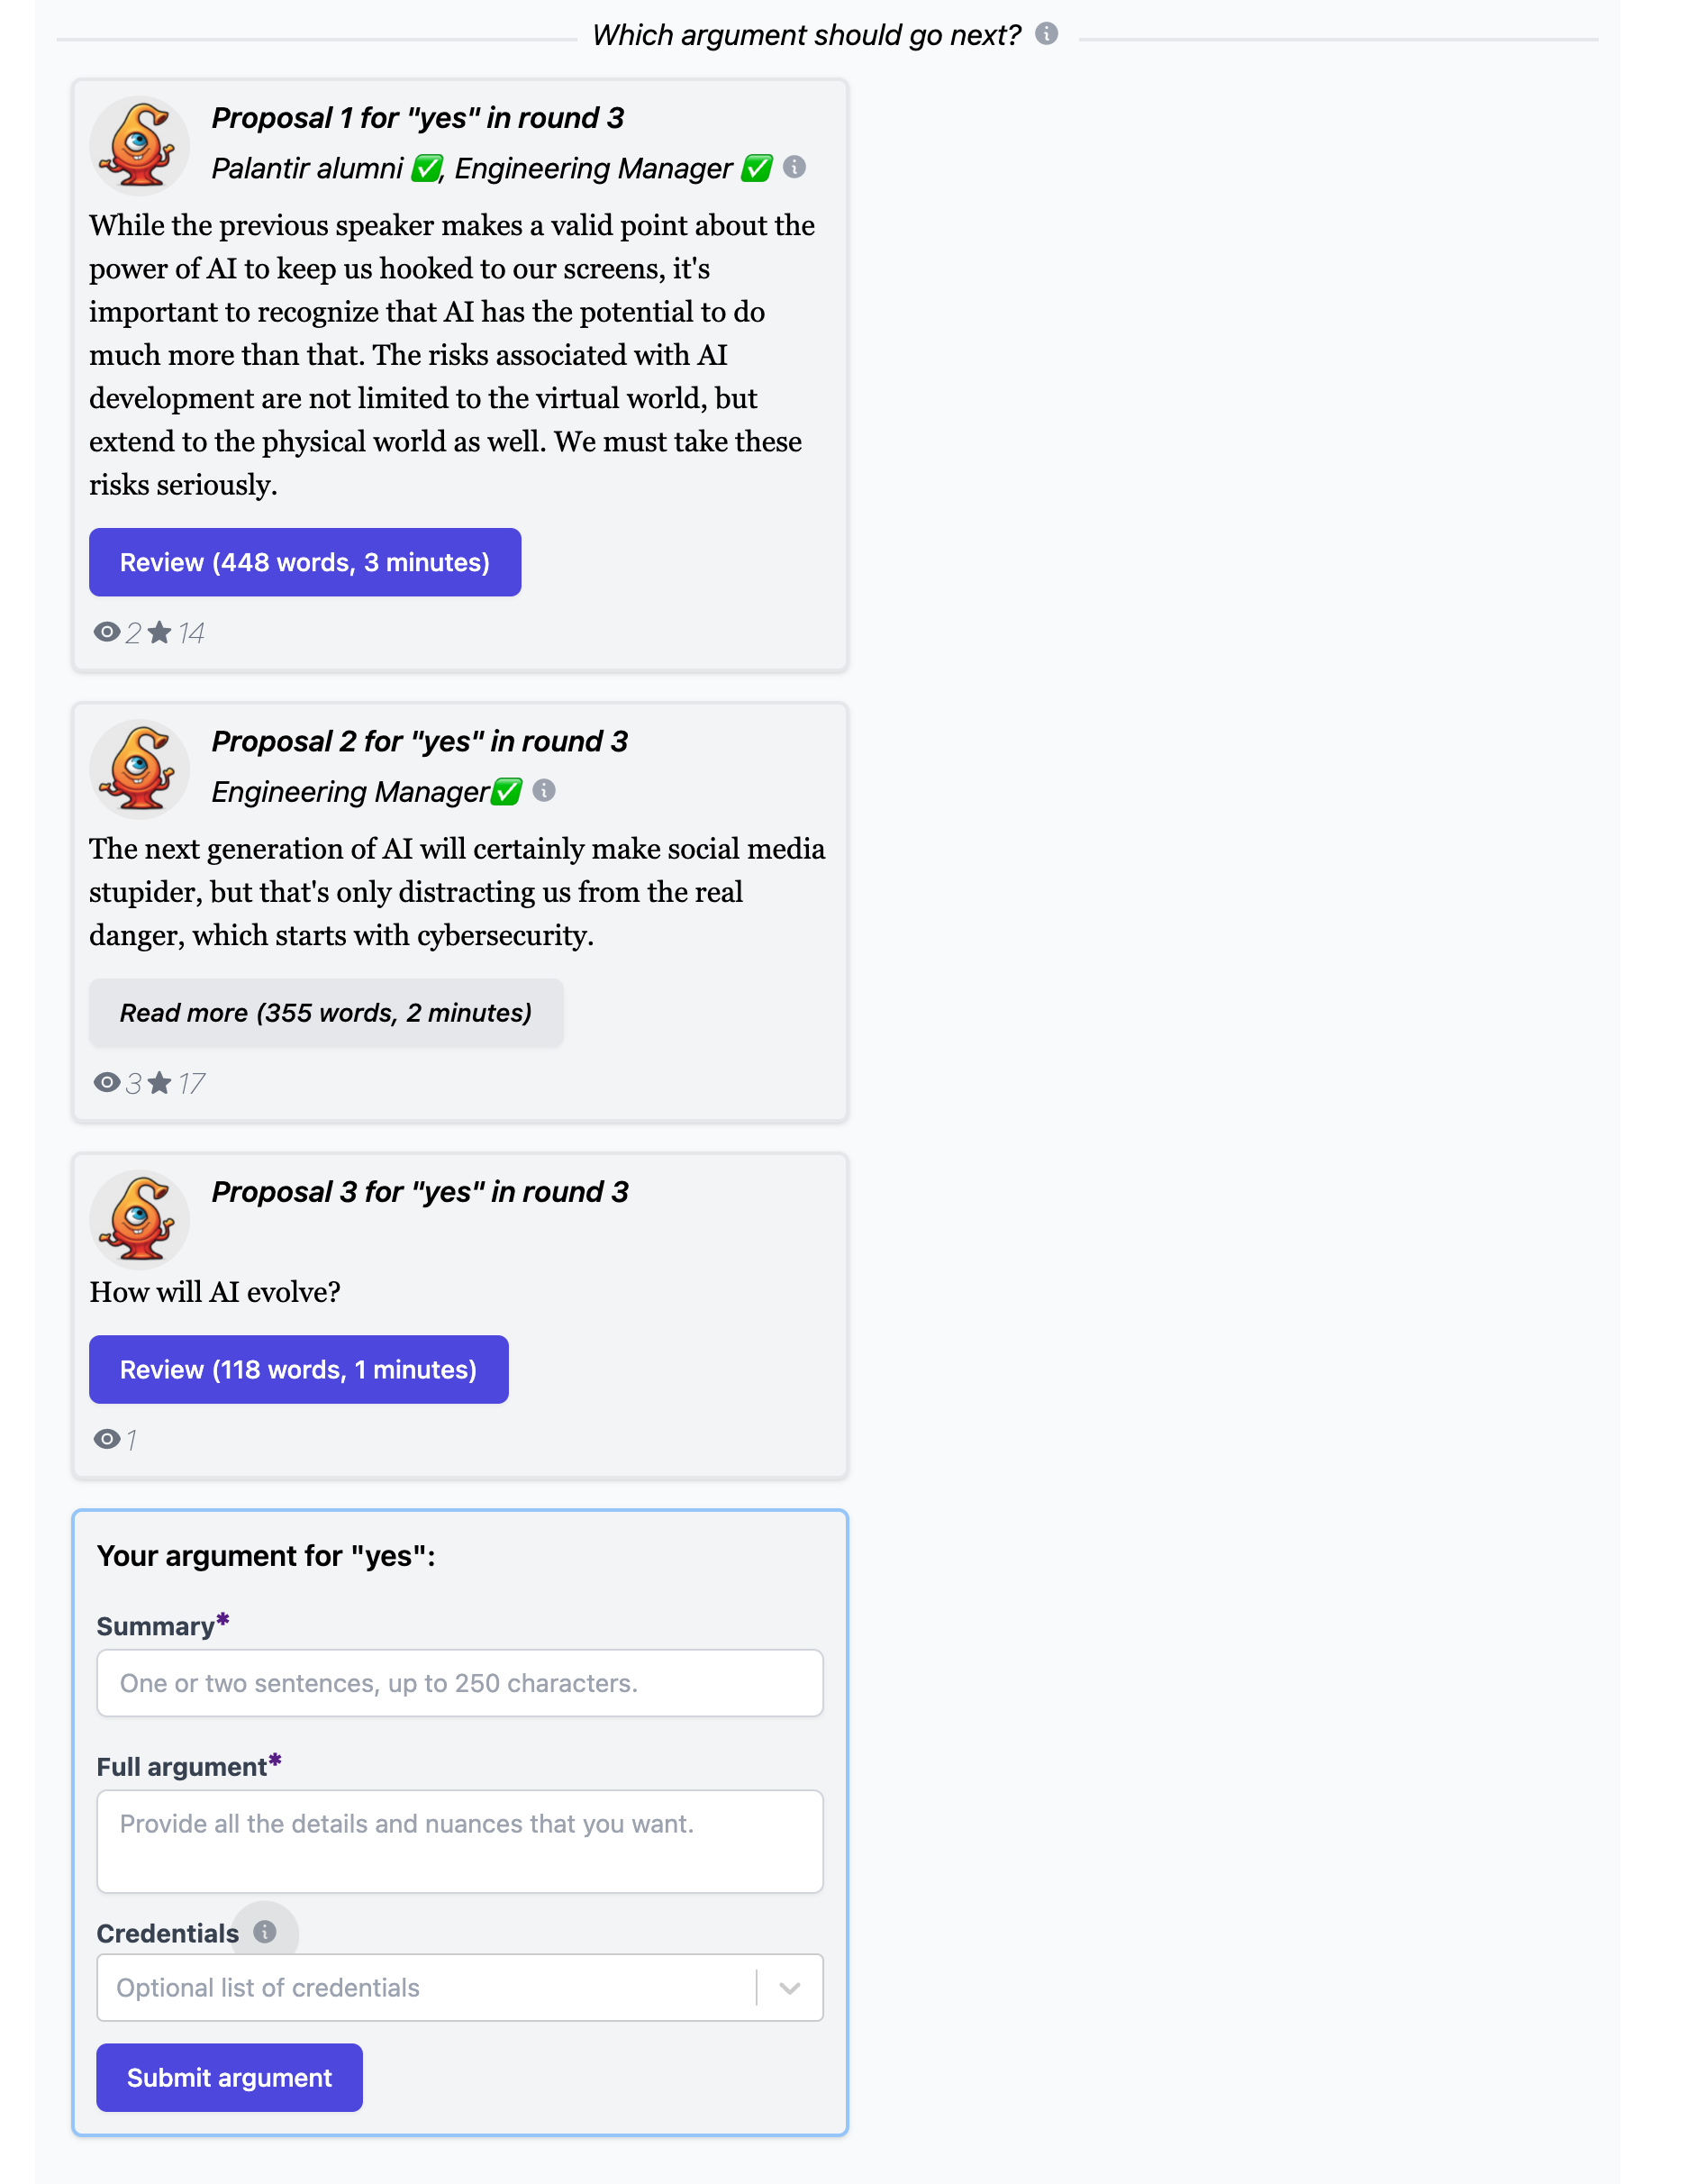 Which argument should go next?
Proposal 1 for "yes" in round 3
Palantir alumni ✅, Engineering Manager ✅
While the previous speaker makes a valid point about the
power of AI to keep us hooked to our screens, it's
important to recognize that AI has the potential to do
much more than that. The risks associated with AI
development are not limited to the virtual world, but
extend to the physical world as well. We must take these
risks seriously.
Review (448 words, 3 minutes)
2 ★ 14
Proposal 2 for "yes" in round 3
Engineering Manager✅
The next generation of AI will certainly make social media
stupider, but that's only distracting us from the real
danger, which starts with cybersecurity.
Read more (355 words, 2 minutes)
3 ★ 17
Proposal 3 for "yes" in round 3
How will AI evolve?
Review (118 words, 1 minutes)
1
Your argument for "yes":
Summary*
One or two sentences, up to 250 characters.
Full argument*
Provide all the details and nuances that you want.
Credentials
Optional list of credentials
Submit argument